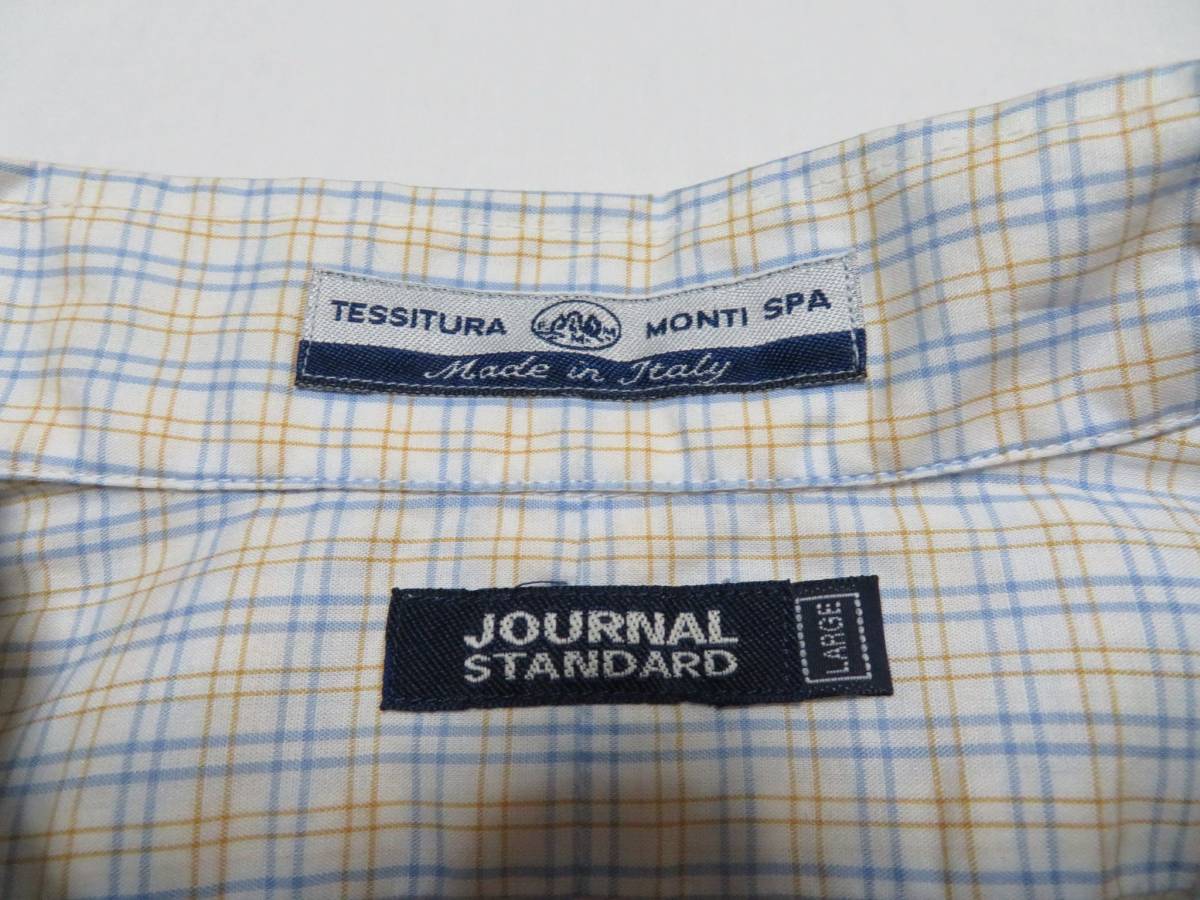 TESSITURA MONTI SPA
Made in Italy
JOURNAL
STANDARD
LARGE